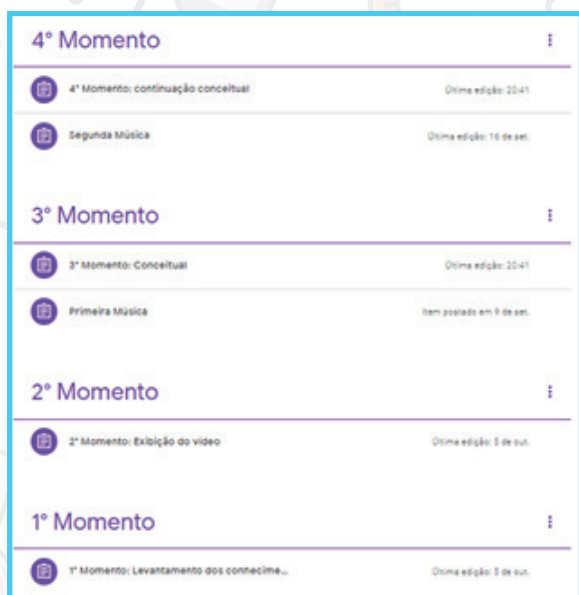 4° Momento
4° Momento: continuação conceitual Última edição: 20:41
Segunda Música Última edição: 16 de set.
3° Momento
3° Momento: Conceitual Última edição: 20:41
Primeira Música Item postado em 9 de set.
2° Momento
2° Momento: Exibição do vídeo Última edição: 5 de out.
1° Momento
1° Momento: Levantamento dos conhecime... Última edição: 5 de out.